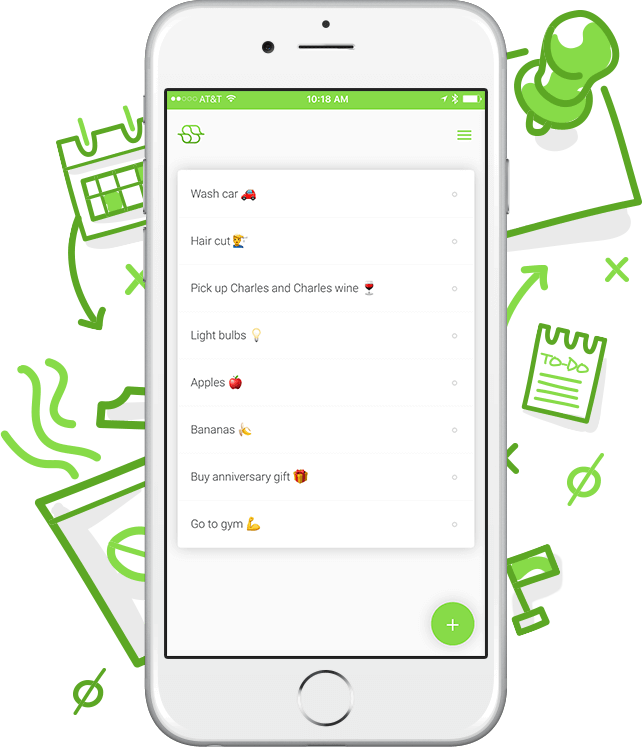 AT&T 10:18 AM
Wash car 🚗
Hair cut 💇‍♂️
Pick up Charles and Charles wine 🍷
Light bulbs 💡
Apples 🍎
Bananas 🍌
Buy anniversary gift 🎁
Go to gym 💪
+
TO-DO